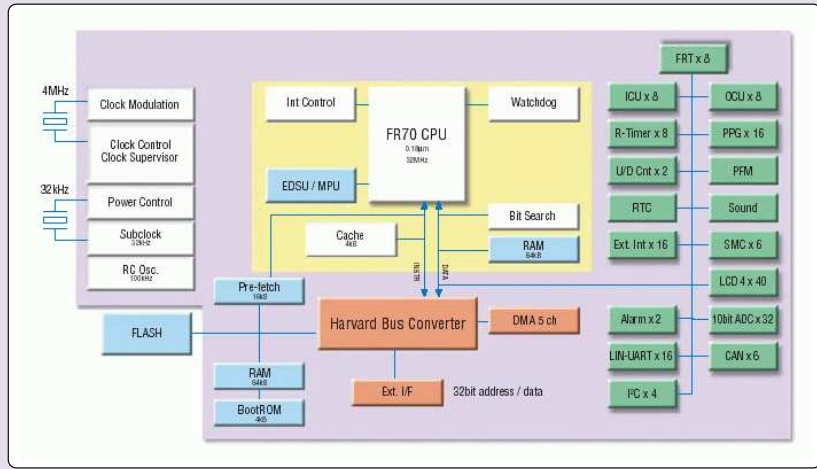 4MHz
Clock Modulation
Clock Control
Clock Supervisor
32kHz
Power Control
Subclock
32kHz
RC Osc.
100kHz
Int Control
FR70 CPU
0.18µm
32MHz
Watchdog
EDSU / MPU
Bit Search
Cache
4kB
RAM
64kB
INSTR
DATA
Pre-fetch
16kB
FLASH
Harvard Bus Converter
DMA 5 ch
RAM
64kB
BootROM
4kB
Ext. I/F
32bit address / data
FRT x 8
ICU x 8
OCU x 8
R-Timer x 8
PPG x 16
U/D Cnt x 2
PFM
RTC
Sound
Ext. Int x 16
SMC x 6
LCD 4 x 40
Alarm x 2
10bit ADC x 32
LIN-UART x 16
CAN x 6
I²C x 4